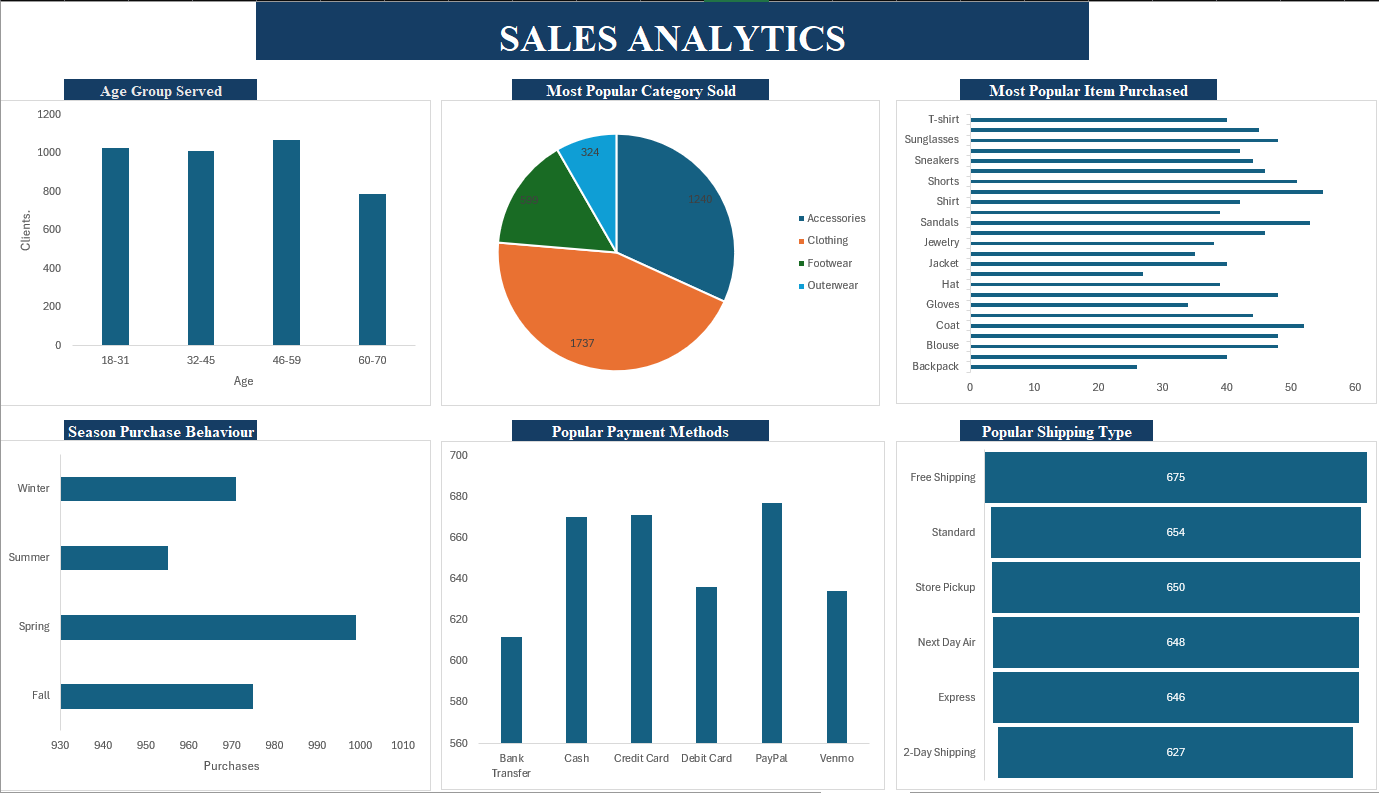 SALES ANALYTICS
Age Group Served
1200
1000
800
600
400
200
0
Clients.
18-31
32-45
46-59
60-70
Age
Most Popular Category Sold
324
1240
599
1737
Accessories
Clothing
Footwear
Outerwear
Most Popular Item Purchased
T-shirt
Sunglasses
Sneakers
Shorts
Shirt
Sandals
Jewelry
Jacket
Hat
Gloves
Coat
Blouse
Backpack
0
10
20
30
40
50
60
Season Purchase Behaviour
Winter
Summer
Spring
Fall
930
940
950
960
970
980
990
1000
1010
Purchases
Popular Payment Methods
700
680
660
640
620
600
580
560
Bank
Transfer
Cash
Credit Card
Debit Card
PayPal
Venmo
Popular Shipping Type
Free Shipping
675
Standard
654
Store Pickup
650
Next Day Air
648
Express
646
2-Day Shipping
627